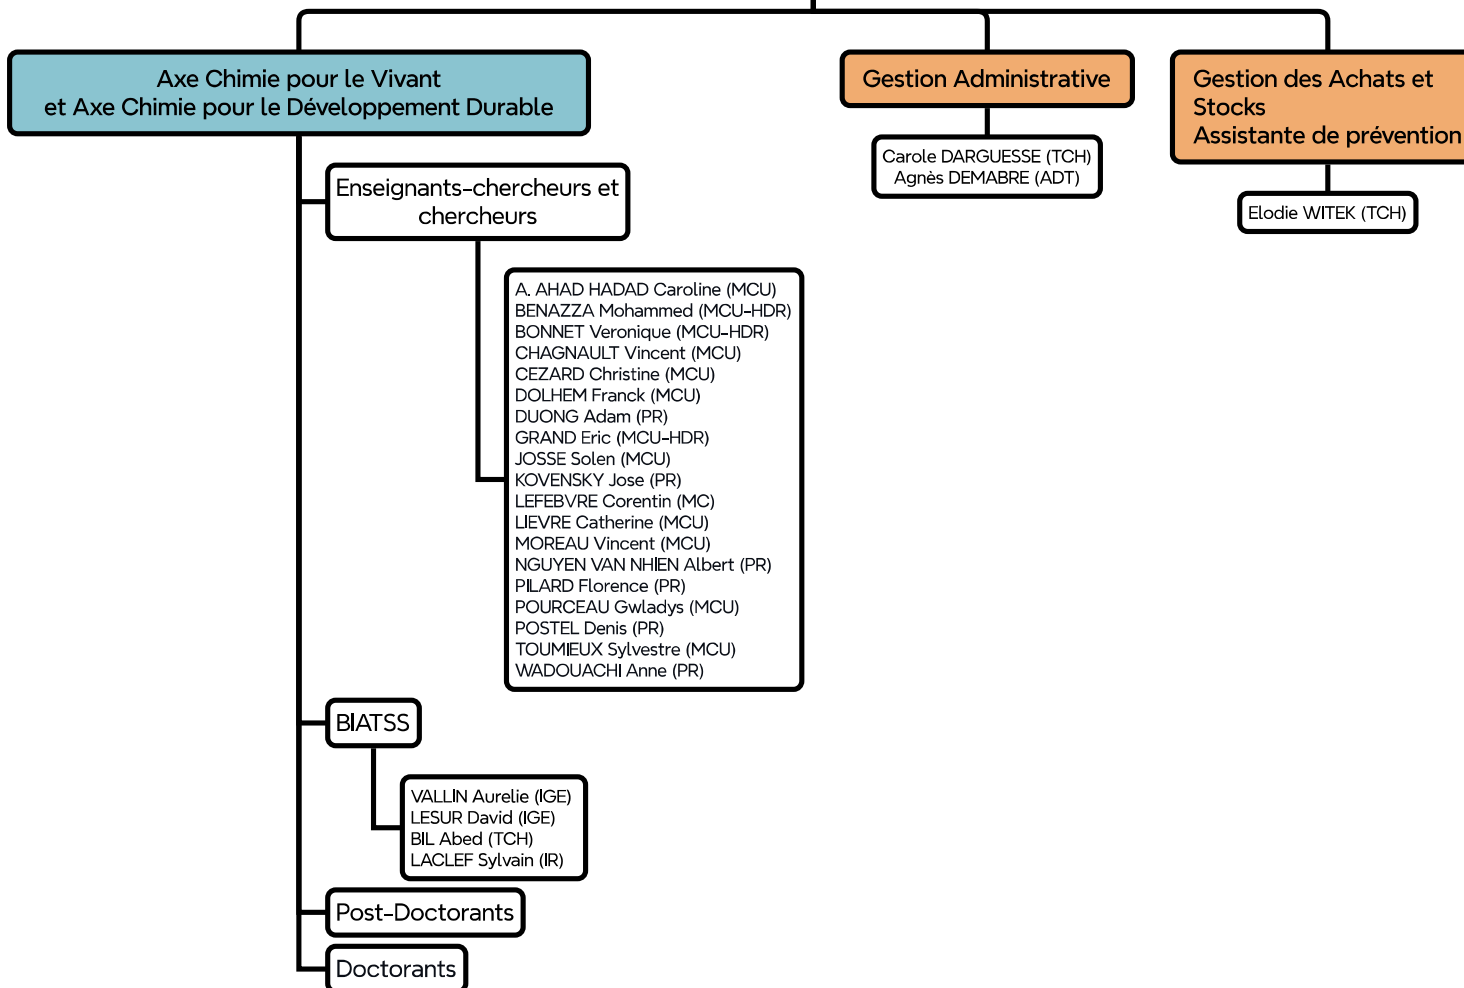 Axe Chimie pour le Vivant
et Axe Chimie pour le Développement Durable
Gestion Administrative
Gestion des Achats et
Stocks
Assistante de prévention
Carole DARGUESSE (TCH)
Agnès DEMABRE (ADT)
Elodie WITEK (TCH)
Enseignants-chercheurs et
chercheurs
A. AHAD HADAD Caroline (MCU)
BENAZZA Mohammed (MCU-HDR)
BONNET Veronique (MCU-HDR)
CHAGNAULT Vincent (MCU)
CEZARD Christine (MCU)
DOLHEM Franck (MCU)
DUONG Adam (PR)
GRAND Eric (MCU-HDR)
JOSSE Solen (MCU)
KOVENSKY Jose (PR)
LEFEBVRE Corentin (MC)
LIEVRE Catherine (MCU)
MOREAU Vincent (MCU)
NGUYEN VAN NHIEN Albert (PR)
PILARD Florence (PR)
POURCEAU Gwladys (MCU)
POSTEL Denis (PR)
TOUMIEUX Sylvestre (MCU)
WADOUACHI Anne (PR)
BIATSS
VALLIN Aurelie (IGE)
LESUR David (IGE)
BIL Abed (TCH)
LACLEF Sylvain (IR)
Post-Doctorants
Doctorants